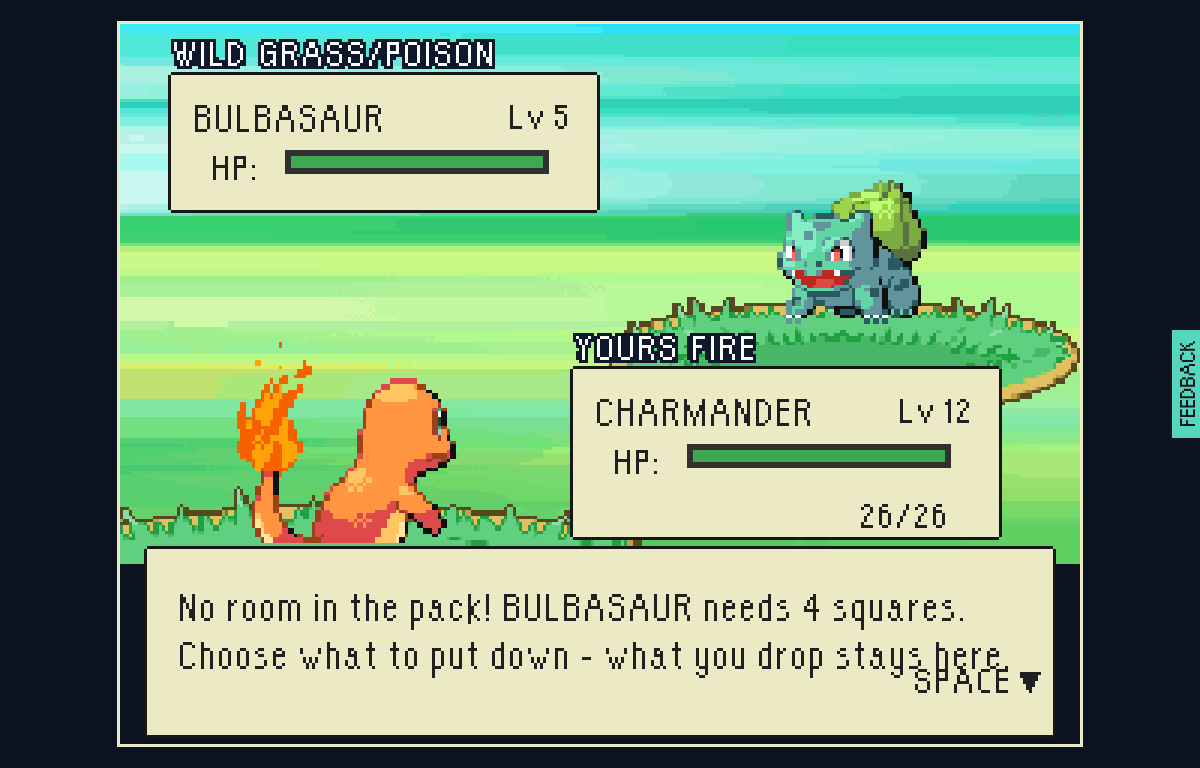 WILD GRASS/POISON
BULBASAUR Lv 5
HP:
YOURS FIRE
CHARMANDER Lv 12
HP:
26/26
No room in the pack! BULBASAUR needs 4 squares.
Choose what to put down - what you drop stays here.
SPACE ▼
FEEDBACK